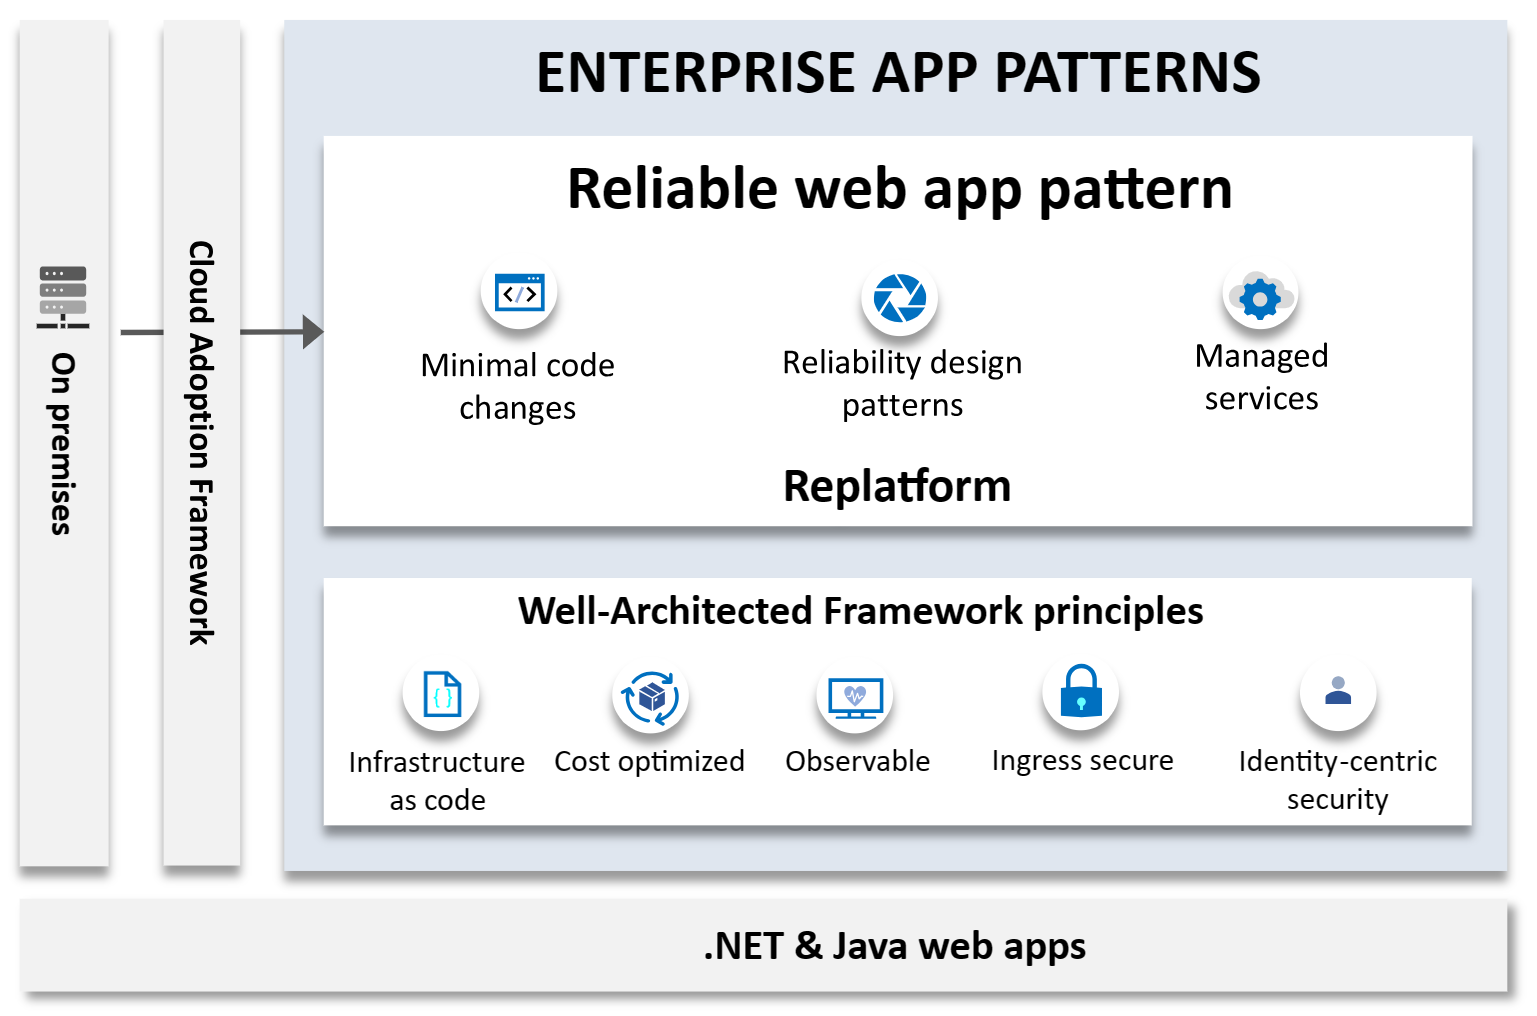 ENTERPRISE APP PATTERNS
Reliable web app pattern
Minimal code
changes
Reliability design
patterns
Managed
services
Replatform
On premises
Cloud Adoption Framework
Well-Architected Framework principles
Infrastructure
as code
Cost optimized
Observable
Ingress secure
Identity-centric
security
.NET & Java web apps